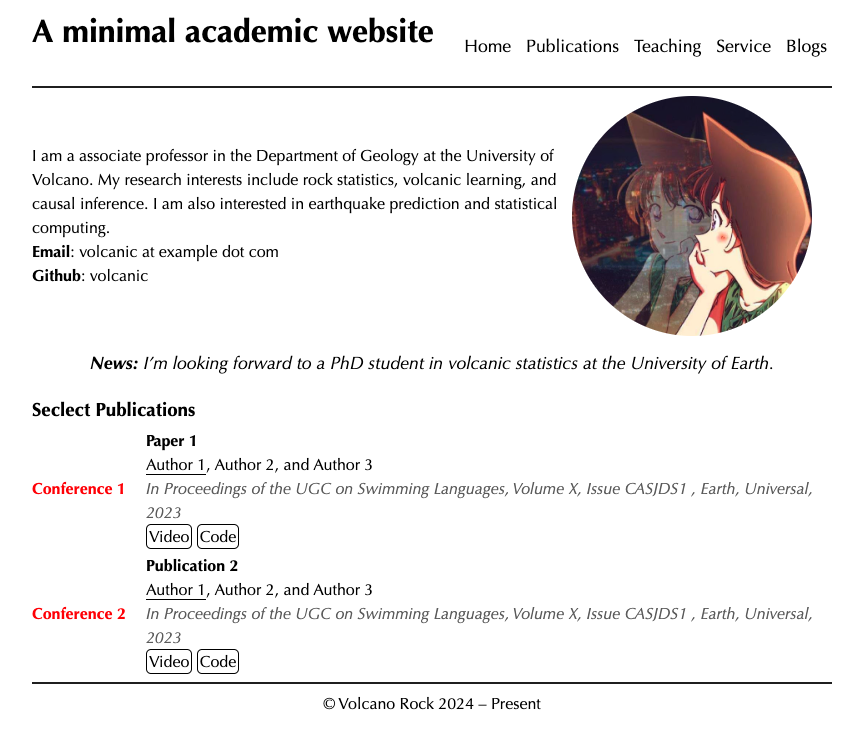 A minimal academic website
Home Publications Teaching Service Blogs
I am a associate professor in the Department of Geology at the University of
Volcano. My research interests include rock statistics, volcanic learning, and
causal inference. I am also interested in earthquake prediction and statistical
computing.
Email: volcanic at example dot com
Github: volcanic
News: I’m looking forward to a PhD student in volcanic statistics at the University of Earth.
Seclect Publications
Paper 1
Author 1, Author 2, and Author 3
Conference 1 In Proceedings of the UGC on Swimming Languages, Volume X, Issue CASJDS1 , Earth, Universal,
2023
Video Code
Publication 2
Author 1, Author 2, and Author 3
Conference 2 In Proceedings of the UGC on Swimming Languages, Volume X, Issue CASJDS1 , Earth, Universal,
2023
Video Code
© Volcano Rock 2024 – Present